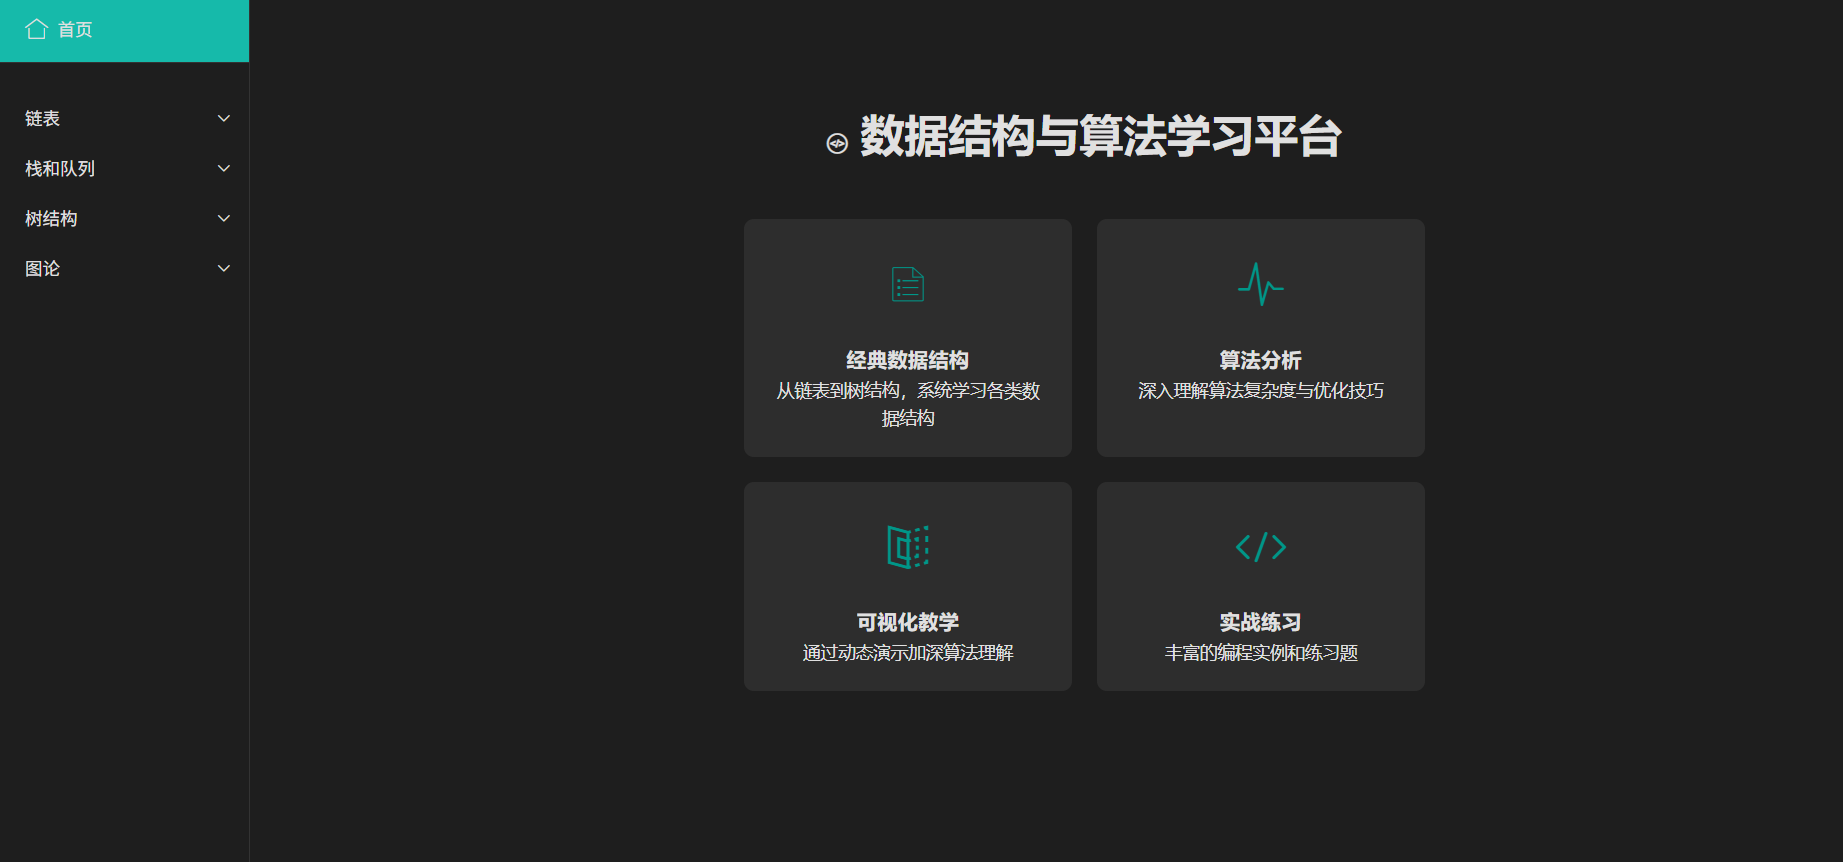 首页
链表
栈和队列
树结构
图论
数据结构与算法学习平台
经典数据结构
从链表到树结构，系统学习各类数
据结构
算法分析
深入理解算法复杂度与优化技巧
可视化教学
通过动态演示加深算法理解
实战练习
丰富的编程实例和练习题